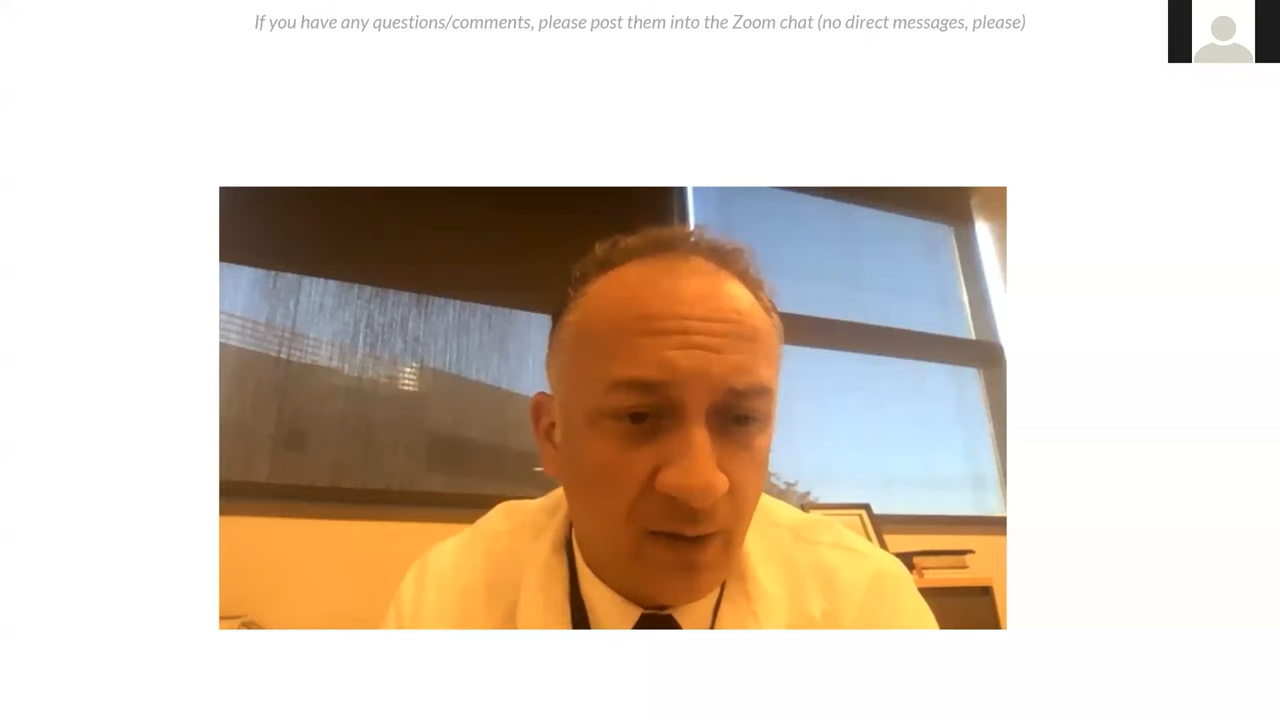 If you have any questions/comments, please post them into the Zoom chat (no direct messages, please)